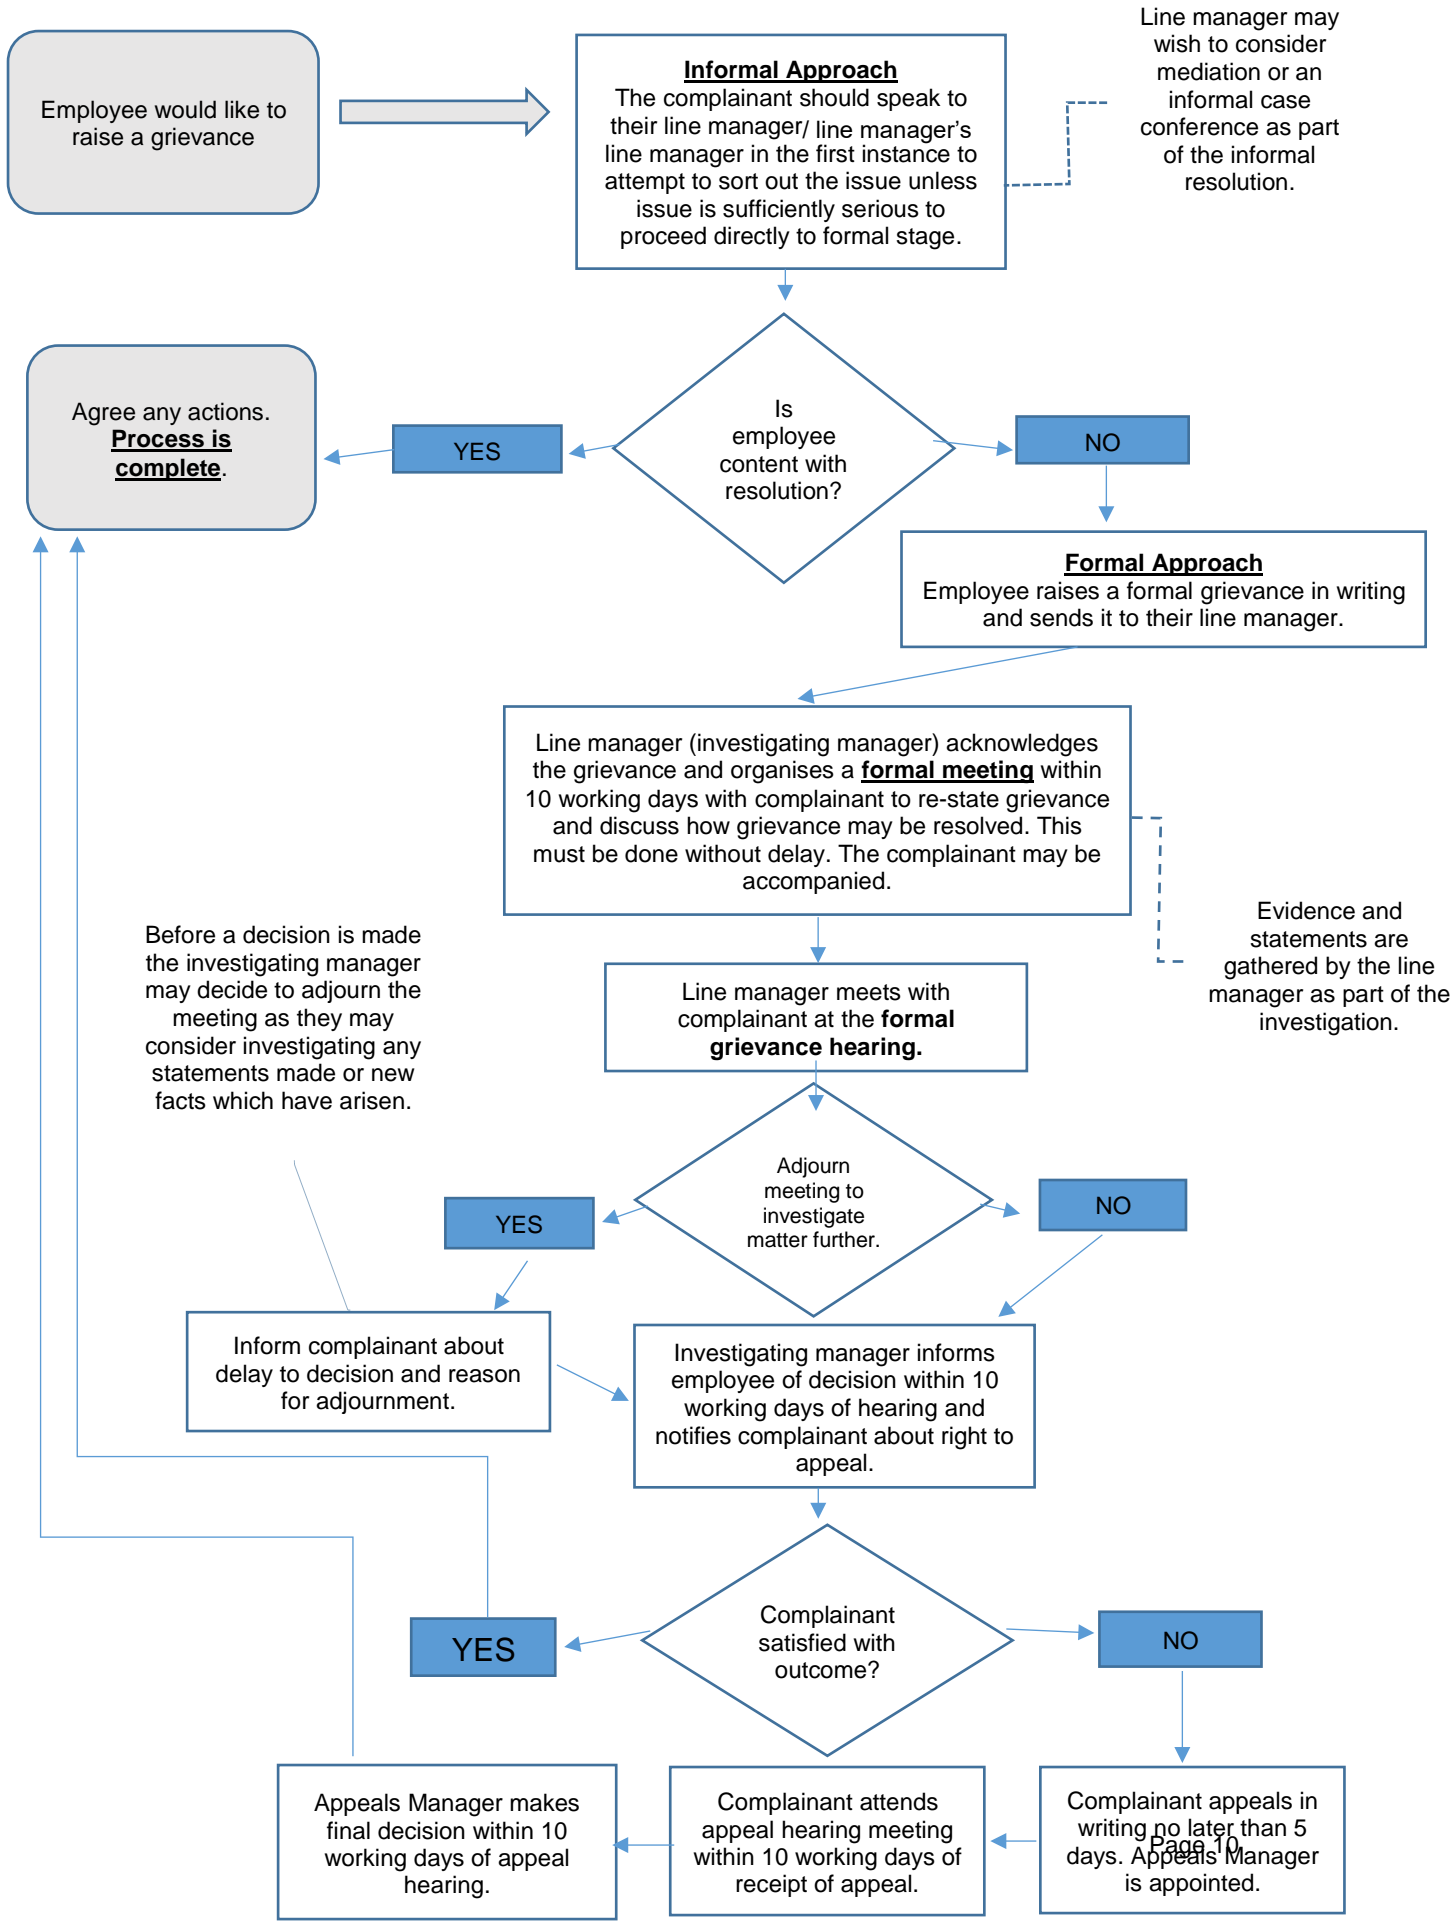 Employee would like to
raise a grievance
Informal Approach
The complainant should speak to
their line manager/ line manager's
line manager in the first instance to
attempt to sort out the issue unless
issue is sufficiently serious to
proceed directly to formal stage.
Line manager may
wish to consider
mediation or an
informal case
conference as part
of the informal
resolution.
Is
employee
content with
resolution?
YES
Agree any actions.
Process is
complete.
NO
Formal Approach
Employee raises a formal grievance in writing
and sends it to their line manager.
Line manager (investigating manager) acknowledges
the grievance and organises a formal meeting within
10 working days with complainant to re-state grievance
and discuss how grievance may be resolved. This
must be done without delay. The complainant may be
accompanied.
Evidence and
statements are
gathered by the line
manager as part of the
investigation.
Line manager meets with
complainant at the formal
grievance hearing.
Before a decision is made
the investigating manager
may decide to adjourn the
meeting as they may
consider investigating any
statements made or new
facts which have arisen.
Adjourn
meeting to
investigate
matter further.
YES
NO
Inform complainant about
delay to decision and reason
for adjournment.
Investigating manager informs
employee of decision within 10
working days of hearing and
notifies complainant about right to
appeal.
Complainant
satisfied with
outcome?
YES
NO
Complainant appeals in
writing no later than 5
days. Appeals Manager
is appointed.
Page 10
Complainant attends
appeal hearing meeting
within 10 working days of
receipt of appeal.
Appeals Manager makes
final decision within 10
working days of appeal
hearing.